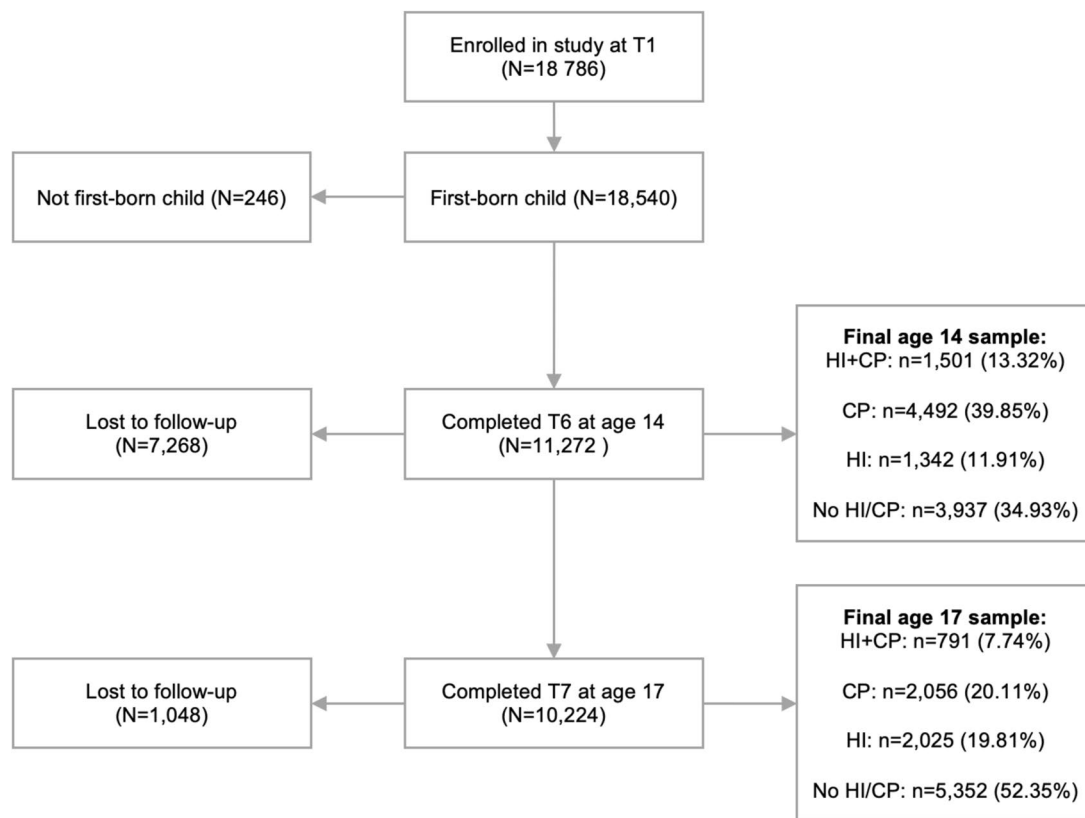 Enrolled in study at T1
(N=18 786)
Not first-born child (N=246)
First-born child (N=18,540)
Lost to follow-up
(N=7,268)
Completed T6 at age 14
(N=11,272 )
Final age 14 sample:
HI+CP: n=1,501 (13.32%)
CP: n=4,492 (39.85%)
HI: n=1,342 (11.91%)
No HI/CP: n=3,937 (34.93%)
Lost to follow-up
(N=1,048)
Completed T7 at age 17
(N=10,224)
Final age 17 sample:
HI+CP: n=791 (7.74%)
CP: n=2,056 (20.11%)
HI: n=2,025 (19.81%)
No HI/CP: n=5,352 (52.35%)